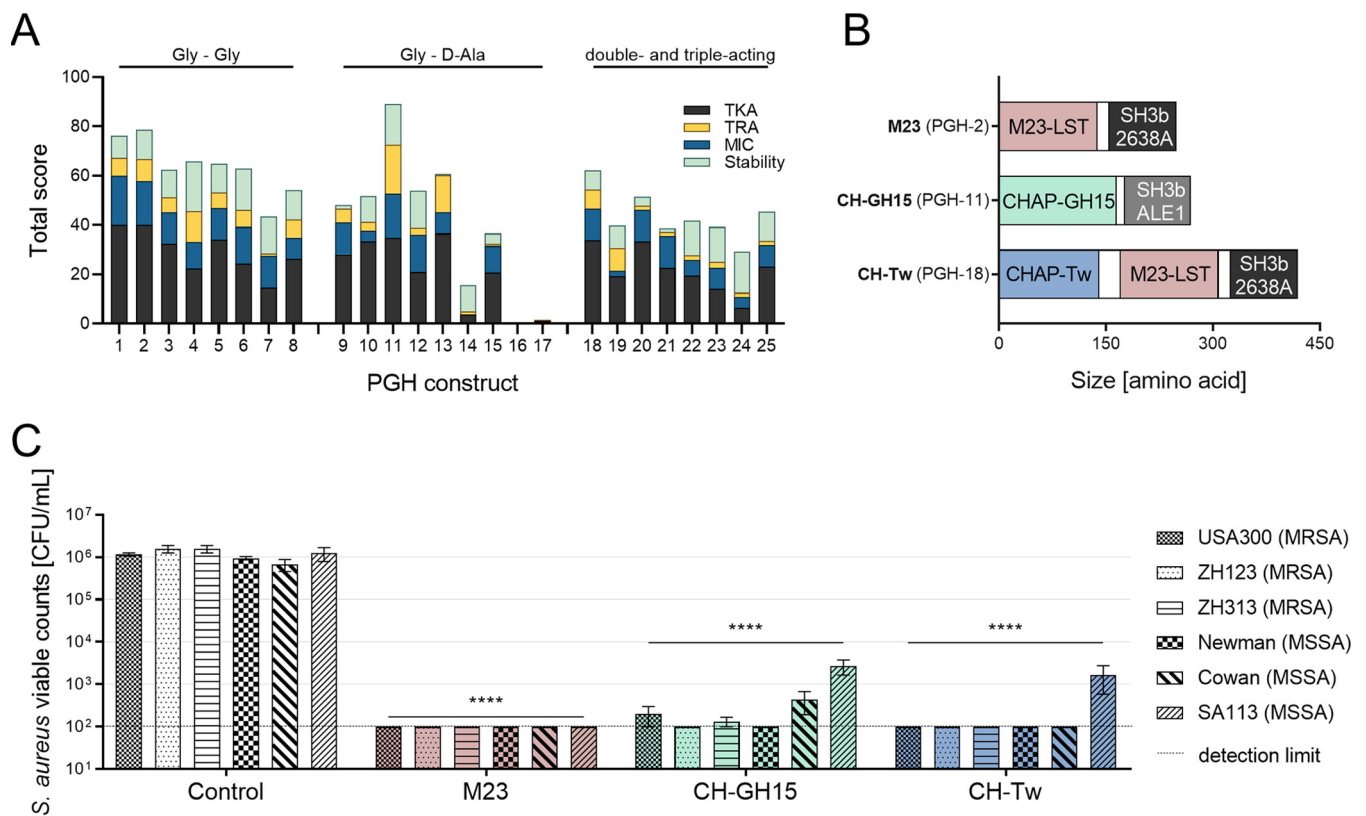 A
Gly - Gly
Gly - D-Ala
double- and triple-acting
100
80
60
40
20
0
Total score
TKA
TRA
MIC
Stability
1 2 3 4 5 6 7 8 9 10 11 12 13 14 15 16 17 18 19 20 21 22 23 24 25
PGH construct
B
M23 (PGH-2)
M23-LST
SH3b
2638A
CH-GH15 (PGH-11)
CHAP-GH15
SH3b
ALE1
CH-Tw (PGH-18)
CHAP-Tw
M23-LST
SH3b
2638A
0 150 300 450
Size [amino acid]
C
S. aureus viable counts [CFU/mL]
10⁷
10⁶
10⁵
10⁴
10³
10²
10¹
****
****
****
Control
M23
CH-GH15
CH-Tw
USA300 (MRSA)
ZH123 (MRSA)
ZH313 (MRSA)
Newman (MSSA)
Cowan (MSSA)
SA113 (MSSA)
detection limit